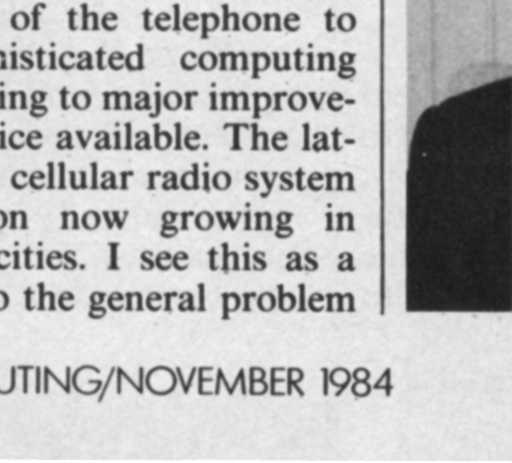 of the telephone to
histicated computing
ing to major improve-
ice available. The lat-
cellular radio system
on now growing in
cities. I see this as a
o the general problem
UTING/NOVEMBER 1984